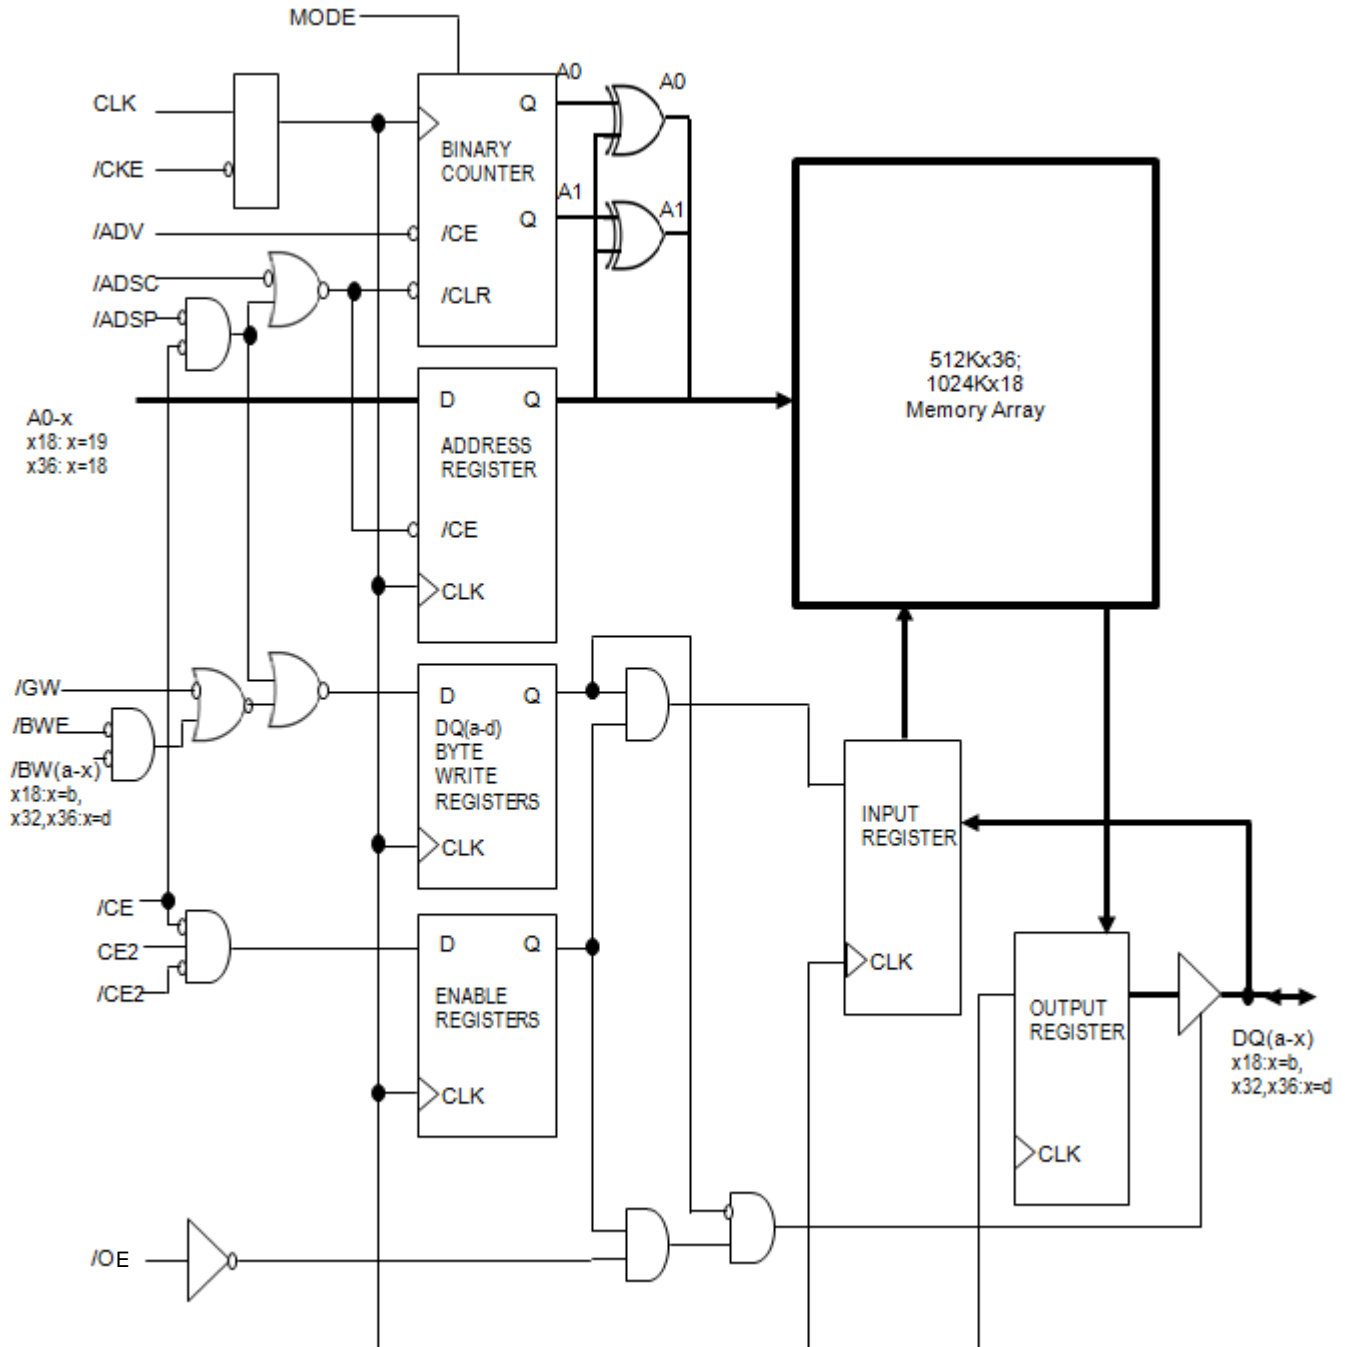 MODE
CLK
/CKE
/ADV
/ADSC
/ADSP
A0-x
x18: x=19
x36: x=18
/GW
/BWE
/BW(a-x)
x18:x=b,
x32,x36:x=d
/CE
CE2
/CE2
/OE
Q
BINARY
COUNTER
Q
/CE
/CLR
A0
A0
A1
A1
D Q
ADDRESS
REGISTER
/CE
CLK
D Q
DQ(a-d)
BYTE
WRITE
REGISTERS
CLK
D Q
ENABLE
REGISTERS
CLK
512Kx36;
1024Kx18
Memory Array
INPUT
REGISTER
CLK
OUTPUT
REGISTER
CLK
DQ(a-x)
x18:x=b,
x32,x36:x=d